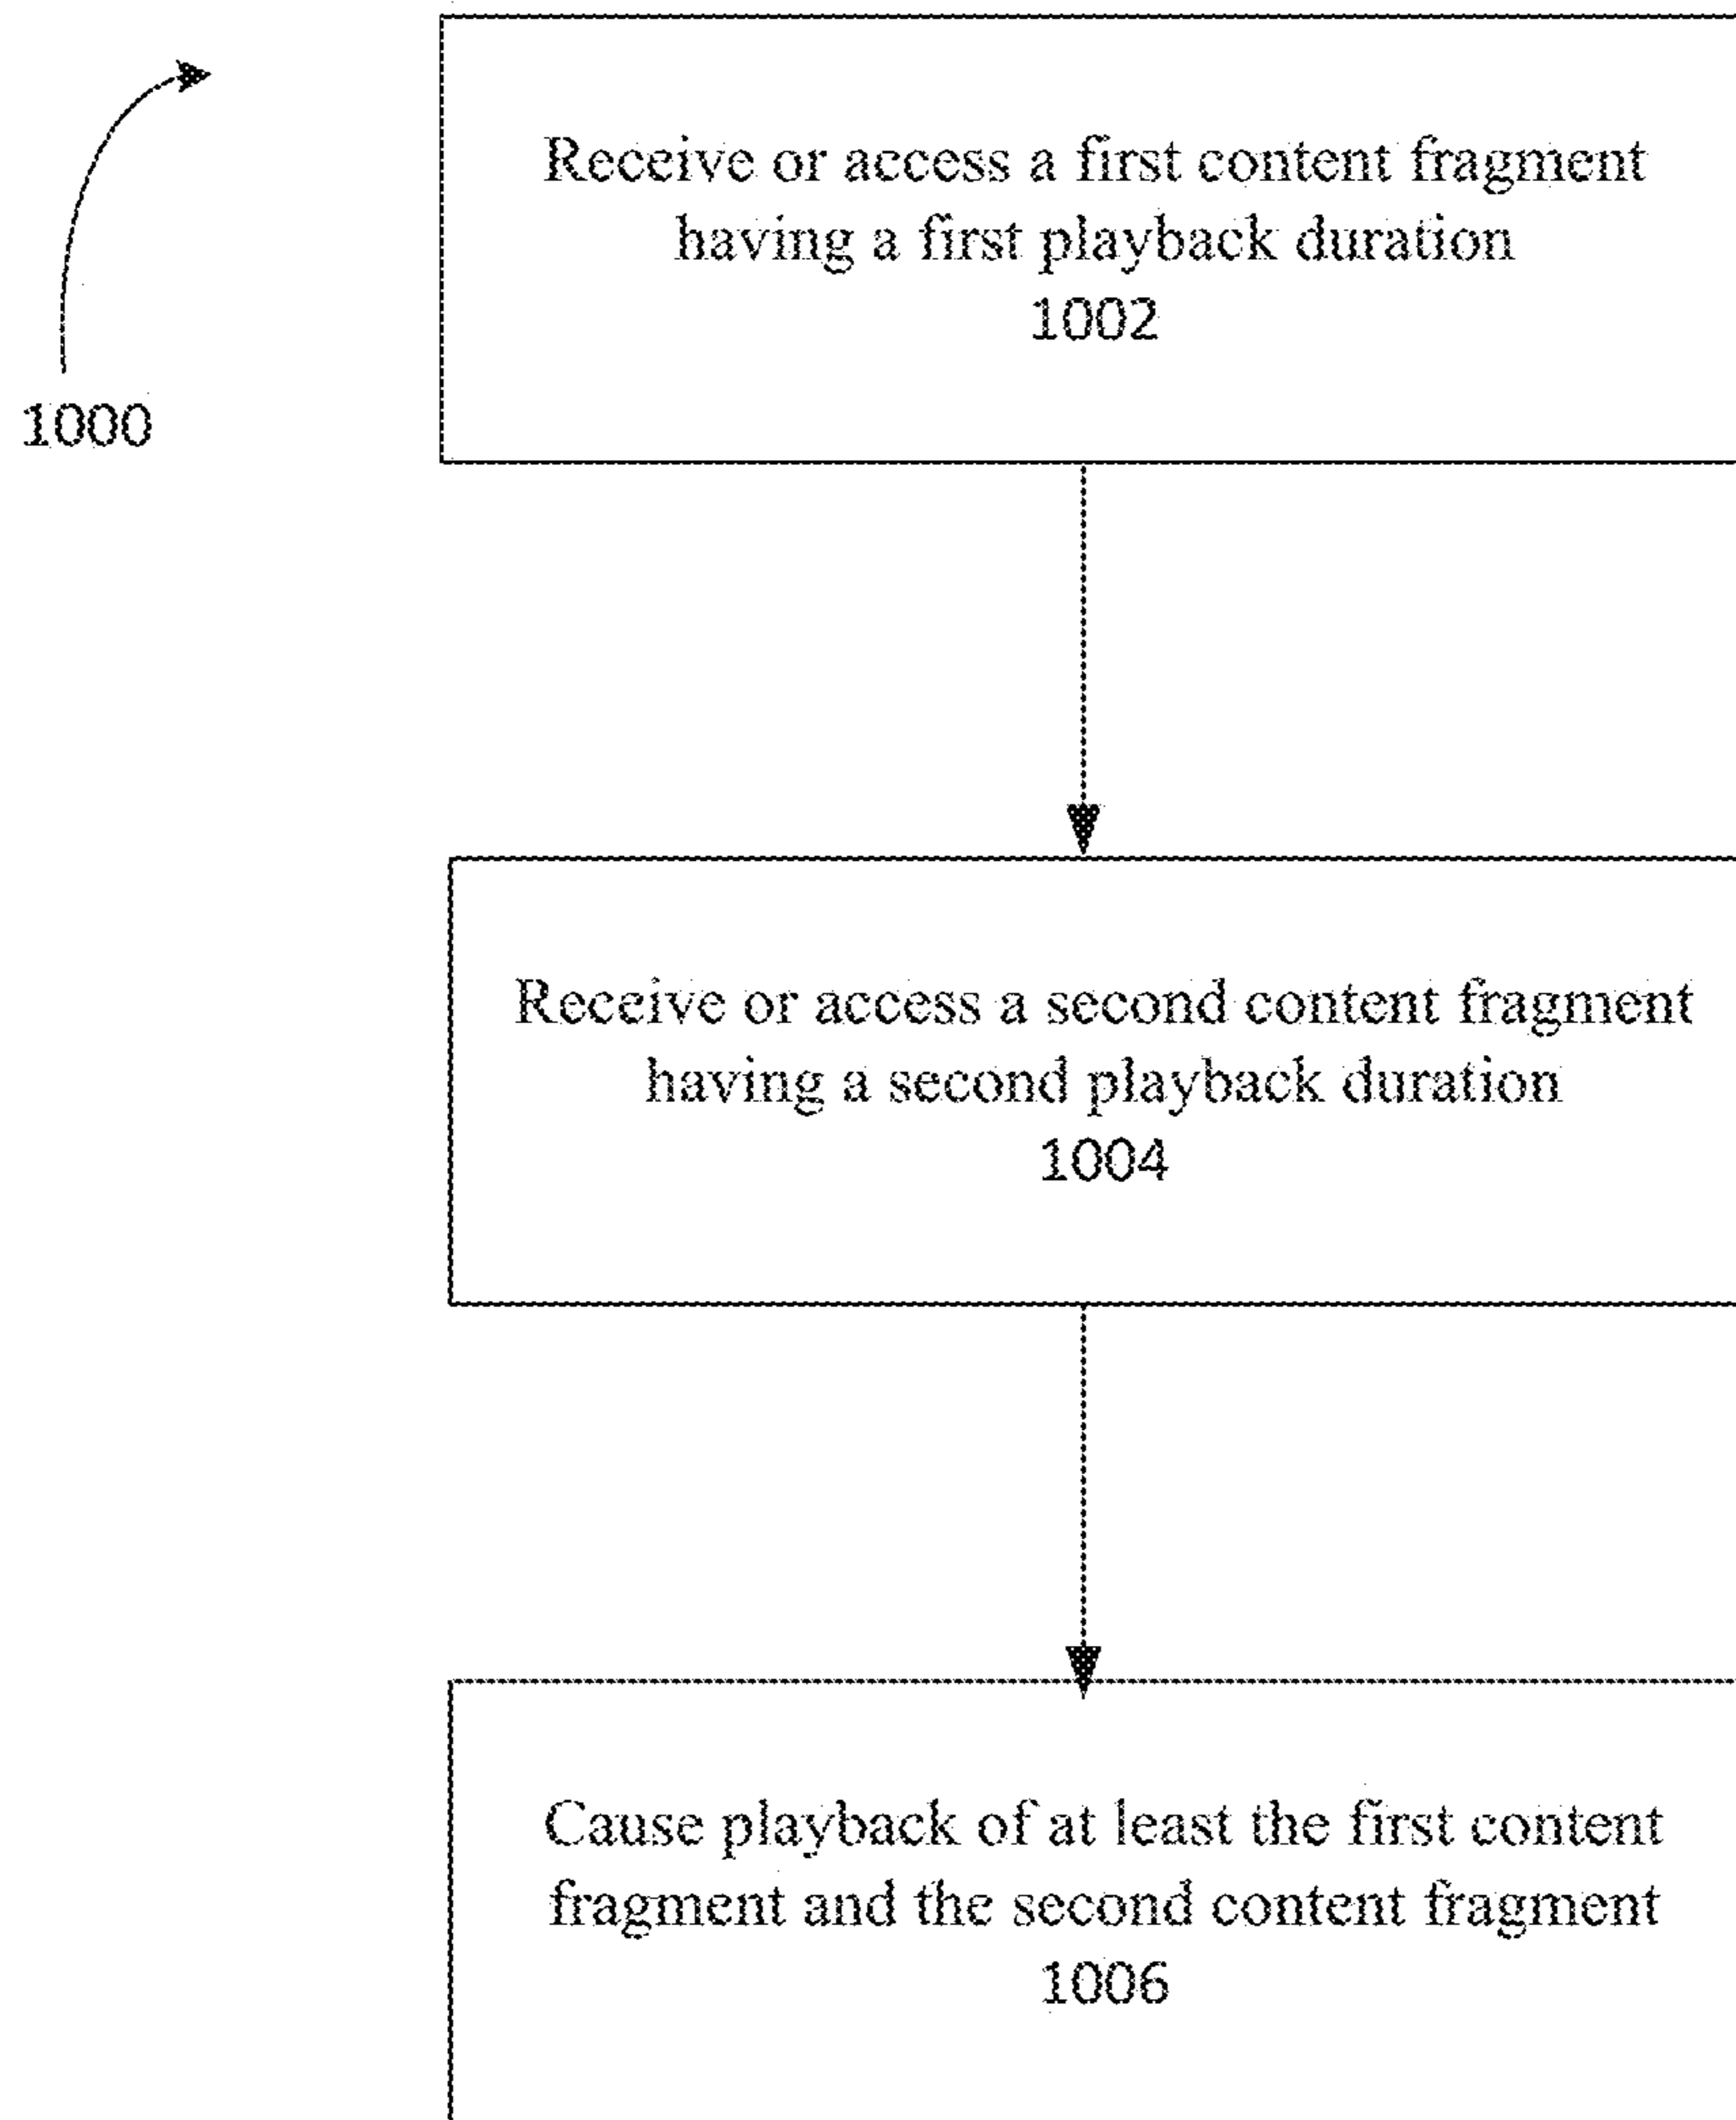 Receive or access a first content fragment
having a first playback duration
1002
1000
Receive or access a second content fragment
having a second playback duration
1004
Cause playback of at least the first content
fragment and the second content fragment
1006